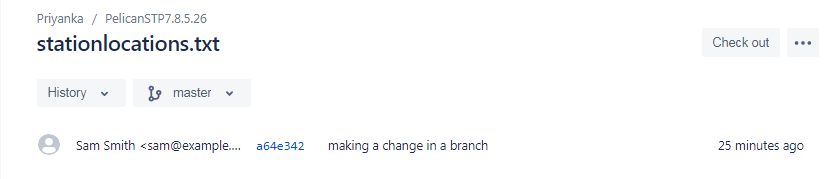 Priyanka / PelicanSTP7.8.5.26
stationlocations.txt
Check out
History master
Sam Smith <sam@example.... a64e342 making a change in a branch 25 minutes ago